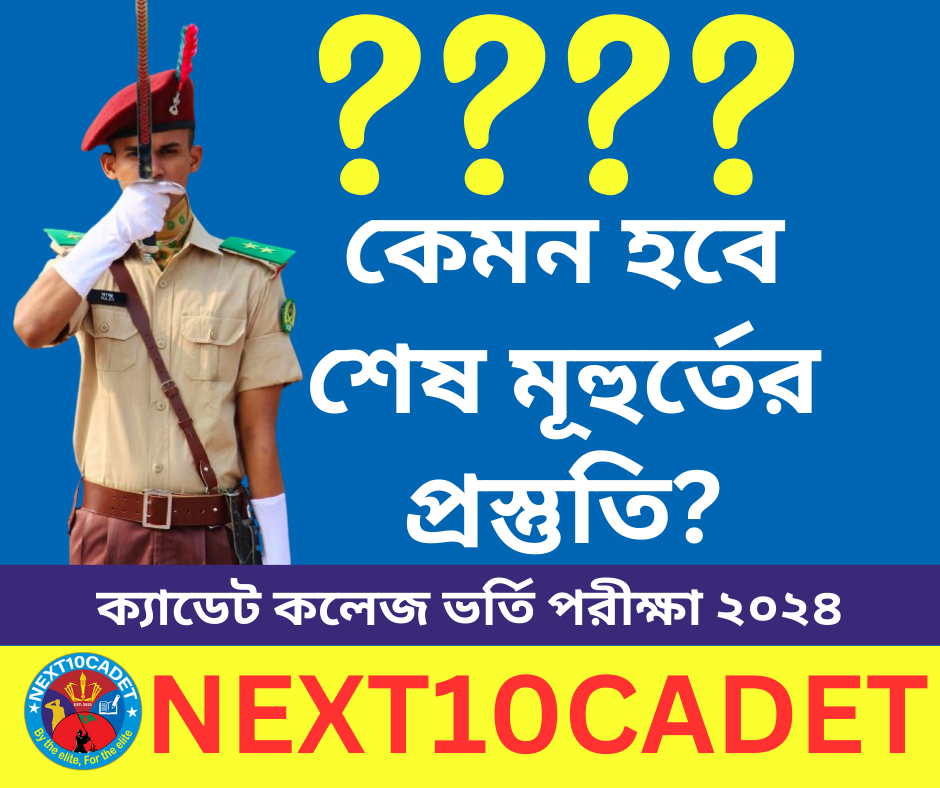 ????
কেমন হবে
শেষ মূহুর্তের
প্রস্তুতি?
ক্যাডেট কলেজ ভর্তি পরীক্ষা ২০২৪
NEXT10CADET
NEXT10CADET
By the elite, For the elite